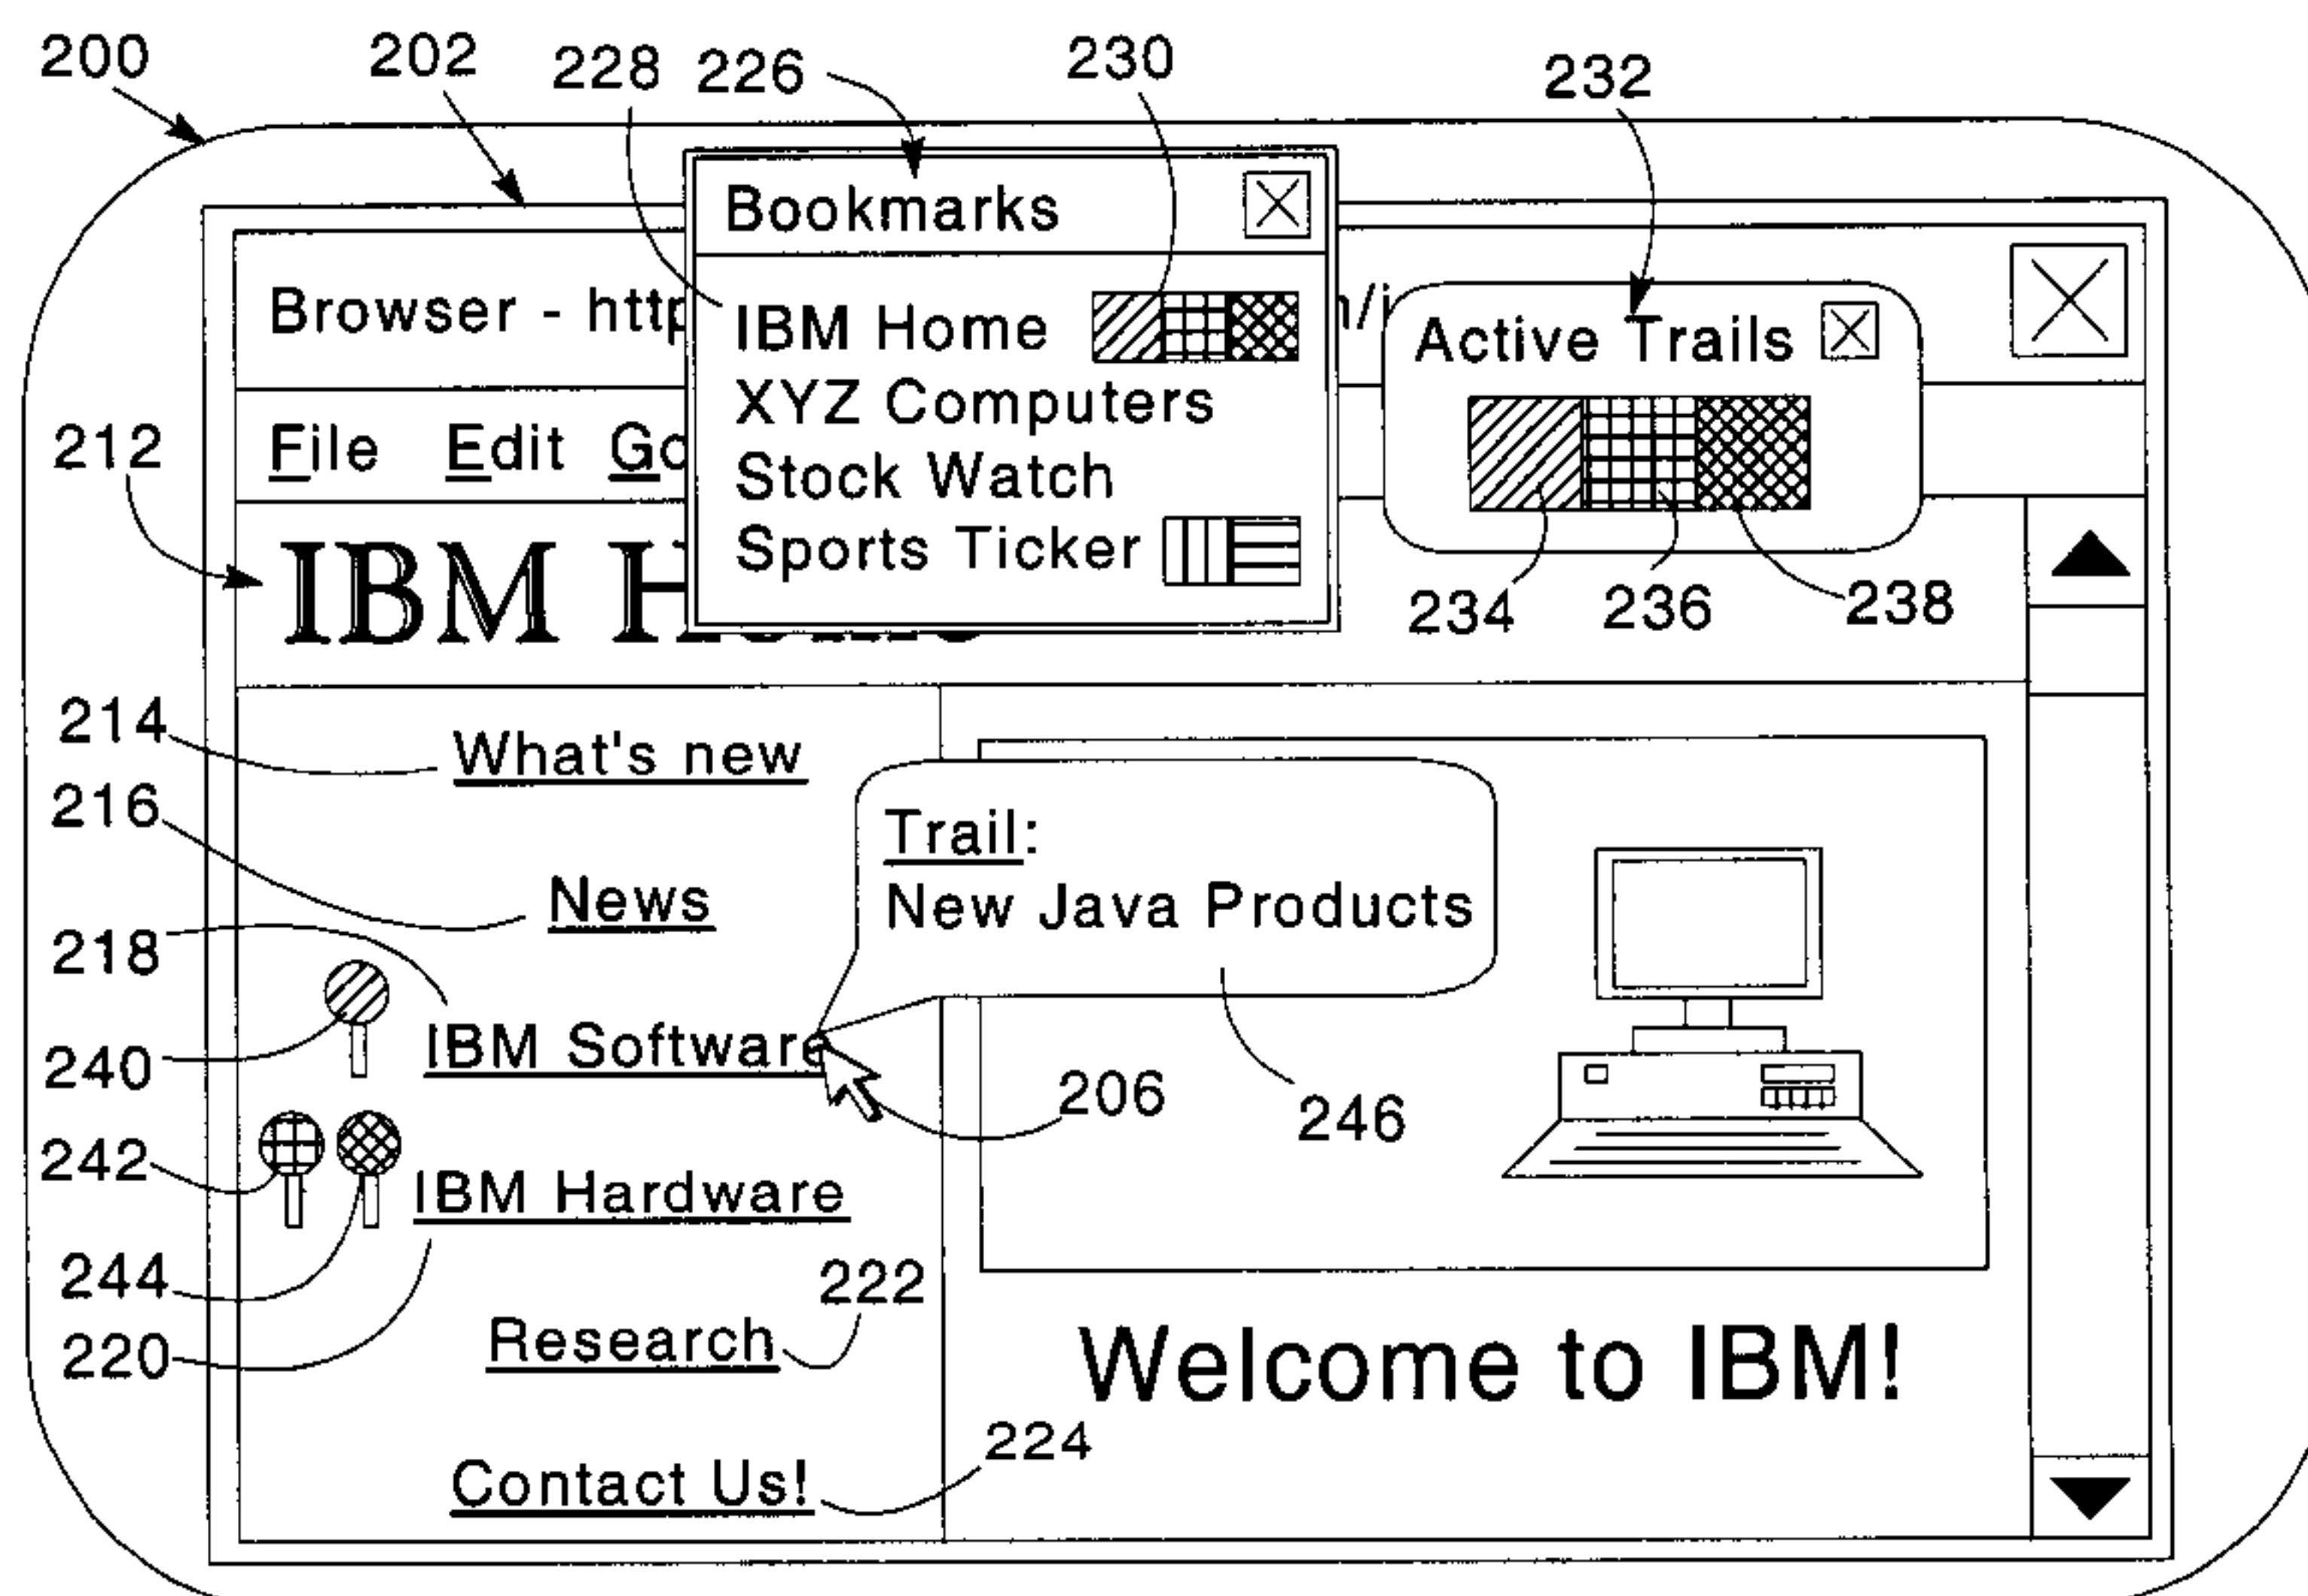 200 202 228 226 230 232
Bookmarks
Browser - http
IBM Home
Active Trails
XYZ Computers
212
File Edit Go
Stock Watch
Sports Ticker
IBM
234 236 238
214
What's new
216
Trail:
New Java Products
News
218
IBM Software
240
206
246
242
IBM Hardware
244
222
220
Research
Welcome to IBM!
224
Contact Us!